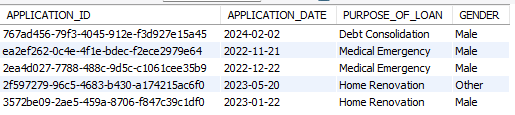 APPLICATION_ID APPLICATION_DATE PURPOSE_OF_LOAN GENDER
767ad456-79f3-4045-912e-f3d927e15a45 2024-02-02 Debt Consolidation Male
ea2ef262-0c4e-4f1e-bdec-f2ece2979e64 2022-11-21 Medical Emergency Male
2ea4d027-7788-488c-9d5c-c1061cee35b9 2022-12-22 Medical Emergency Male
2f597279-96c5-4683-b430-a174215ac6f0 2023-05-20 Home Renovation Other
3572be09-2ae5-459a-8706-f847c39c1df0 2023-01-22 Home Renovation Male